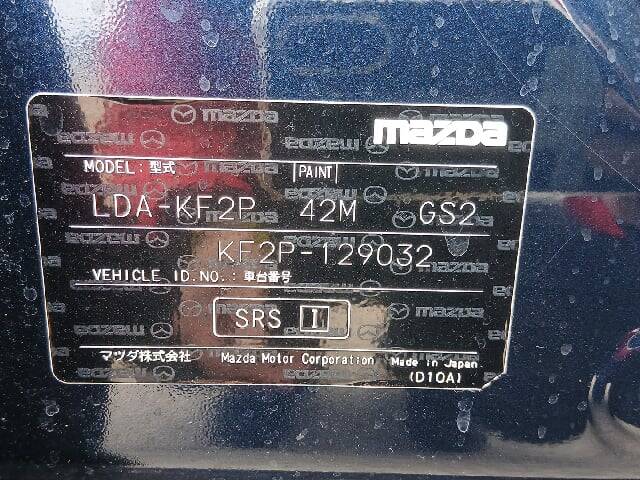 mazda
MODEL:型式 PAINT
LDA-KF2P 42M GS2
KF2P-129032
VEHICLE ID.NO.:車台番号
SRS I
マツダ株式会社 Mazda Motor Corporation Made in Japan
(D10A)